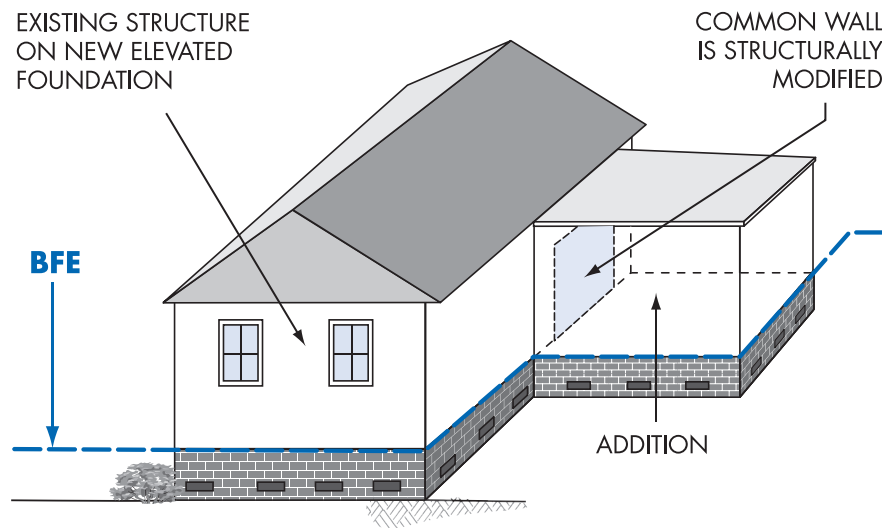 EXISTING STRUCTURE
ON NEW ELEVATED
FOUNDATION
COMMON WALL
IS STRUCTURALLY
MODIFIED
BFE
ADDITION